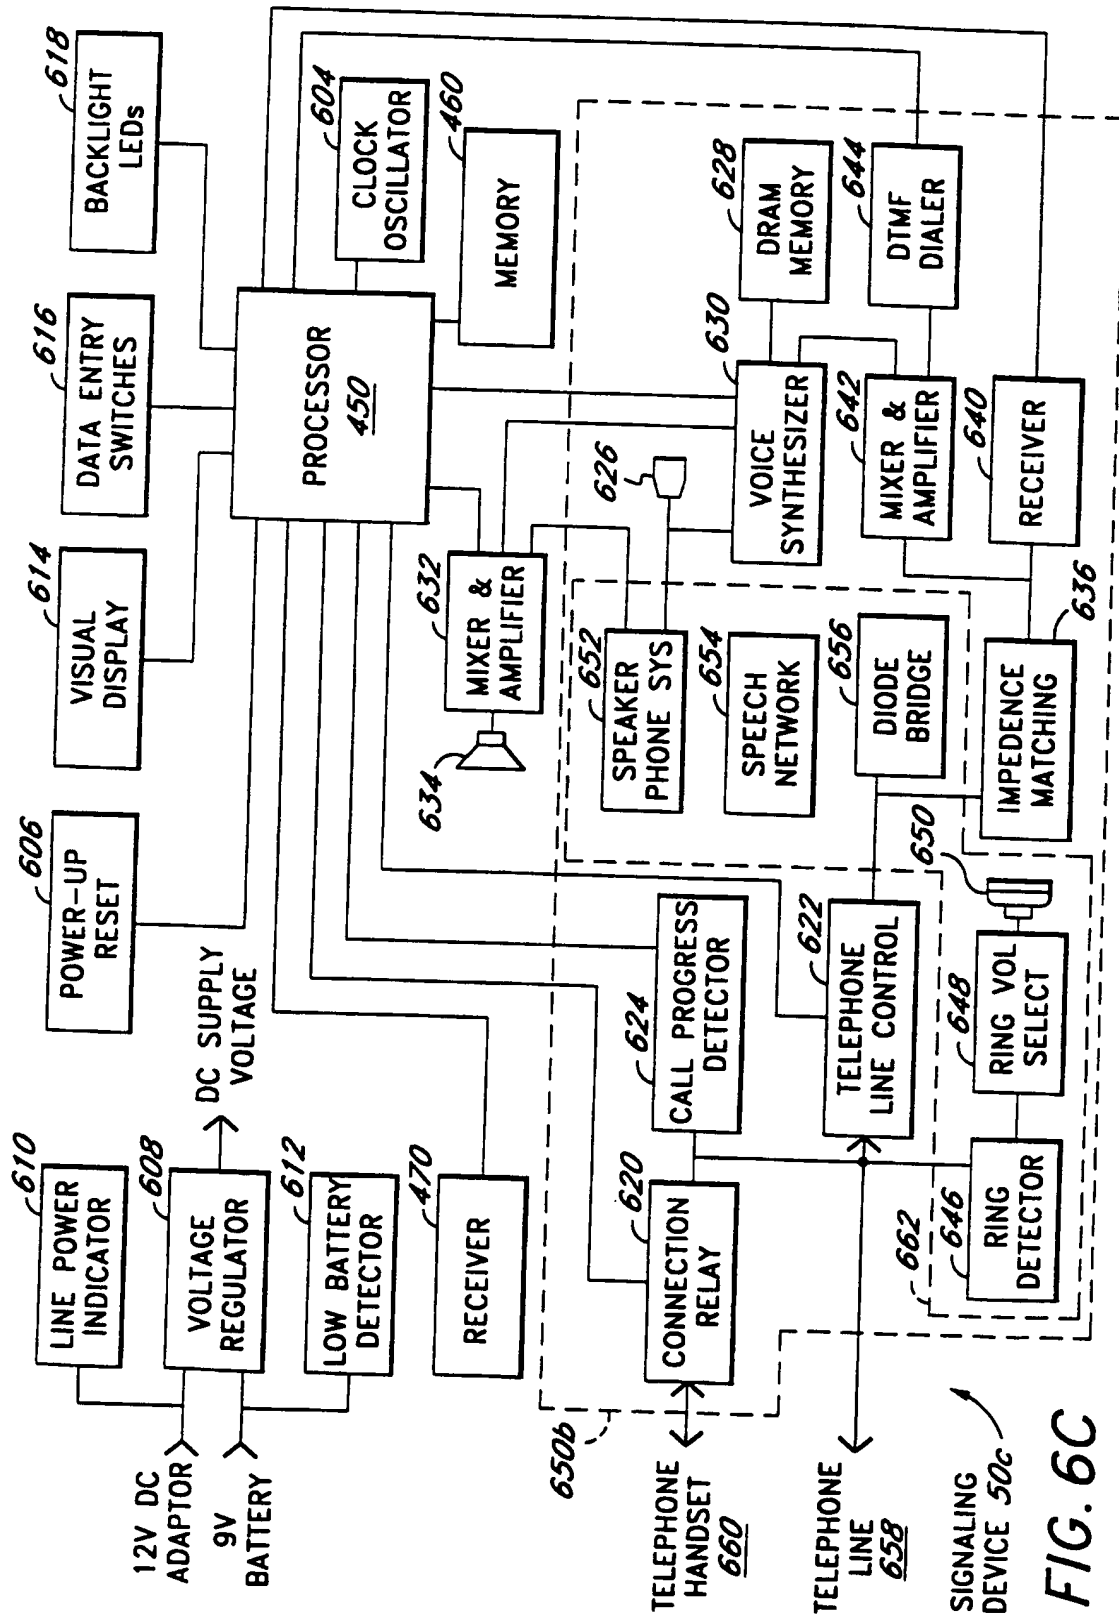 12V DC
ADAPTOR
9V
BATTERY
610
LINE POWER
INDICATOR
608
VOLTAGE
REGULATOR
DC SUPPLY
VOLTAGE
612
LOW BATTERY
DETECTOR
470
RECEIVER
606
POWER-UP
RESET
614
VISUAL
DISPLAY
616
DATA ENTRY
SWITCHES
618
BACKLIGHT
LEDs
PROCESSOR
450
604
CLOCK
OSCILLATOR
460
MEMORY
632
MIXER &
AMPLIFIER
634
650b
TELEPHONE
HANDSET
660
620
CONNECTION
RELAY
624
CALL PROGRESS
DETECTOR
652
SPEAKER
PHONE SYS
626
654
SPEECH
NETWORK
630
VOICE
SYNTHESIZER
628
DRAM
MEMORY
TELEPHONE
LINE
658
622
TELEPHONE
LINE CONTROL
656
DIODE
BRIDGE
642
MIXER &
AMPLIFIER
644
DTMF
DIALER
662
646
RING
DETECTOR
648
RING VOL
SELECT
650
636
IMPEDENCE
MATCHING
640
RECEIVER
SIGNALING
DEVICE 50c
FIG. 6C